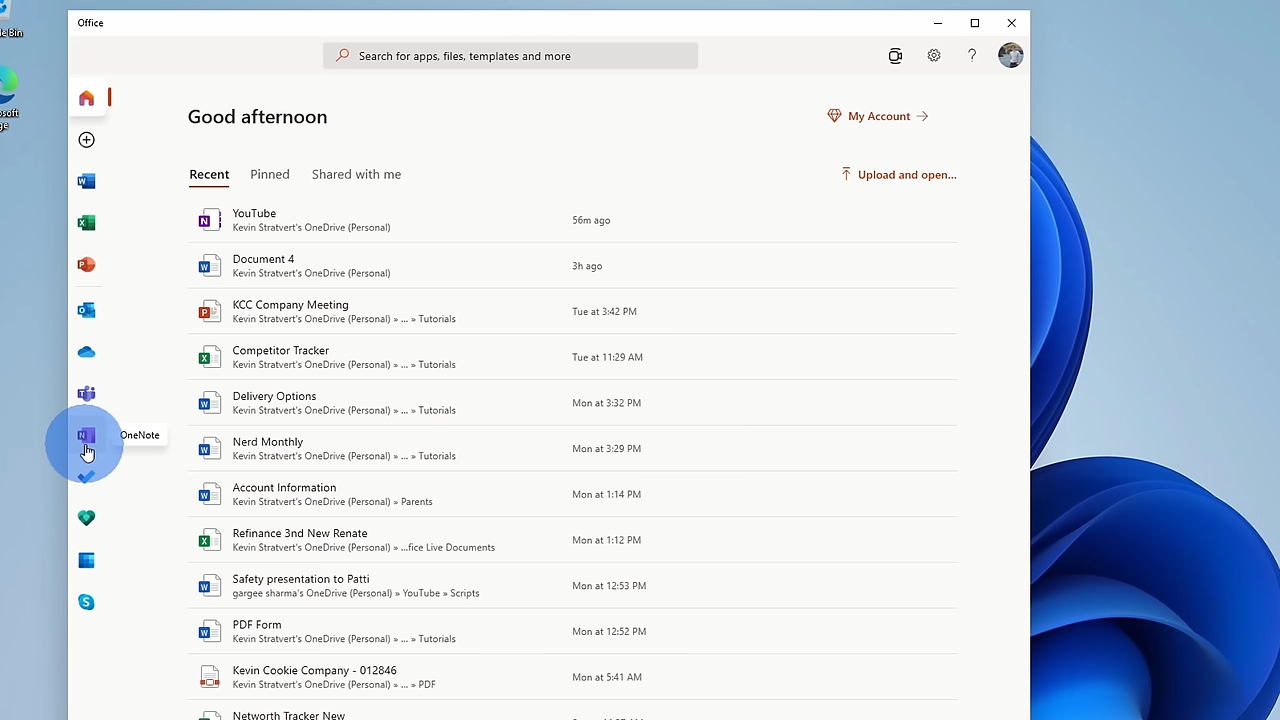 Office
le Bin
osoft
ge
Search for apps, files, templates and more
Good afternoon
My Account
Recent
Pinned
Shared with me
Upload and open...
YouTube
Kevin Stratvert's OneDrive (Personal)
56m ago
Document 4
Kevin Stratvert's OneDrive (Personal)
3h ago
KCC Company Meeting
Kevin Stratvert's OneDrive (Personal) » ... » Tutorials
Tue at 3:42 PM
Competitor Tracker
Kevin Stratvert's OneDrive (Personal) » ... » Tutorials
Tue at 11:29 AM
Delivery Options
Kevin Stratvert's OneDrive (Personal) » ... » Tutorials
Mon at 3:32 PM
OneNote
Nerd Monthly
Kevin Stratvert's OneDrive (Personal) » ... » Tutorials
Mon at 3:29 PM
Account Information
Kevin Stratvert's OneDrive (Personal) » ... » Parents
Mon at 1:14 PM
Refinance 3nd New Renate
Kevin Stratvert's OneDrive (Personal) » ...fice Live Documents
Mon at 1:12 PM
Safety presentation to Patti
gargee sharma's OneDrive (Personal) » YouTube » Scripts
Mon at 12:53 PM
PDF Form
Kevin Stratvert's OneDrive (Personal) » ... » Tutorials
Mon at 12:52 PM
Kevin Cookie Company - 012846
Kevin Stratvert's OneDrive (Personal) » ... » PDF
Mon at 5:41 AM
Networth Tracker New